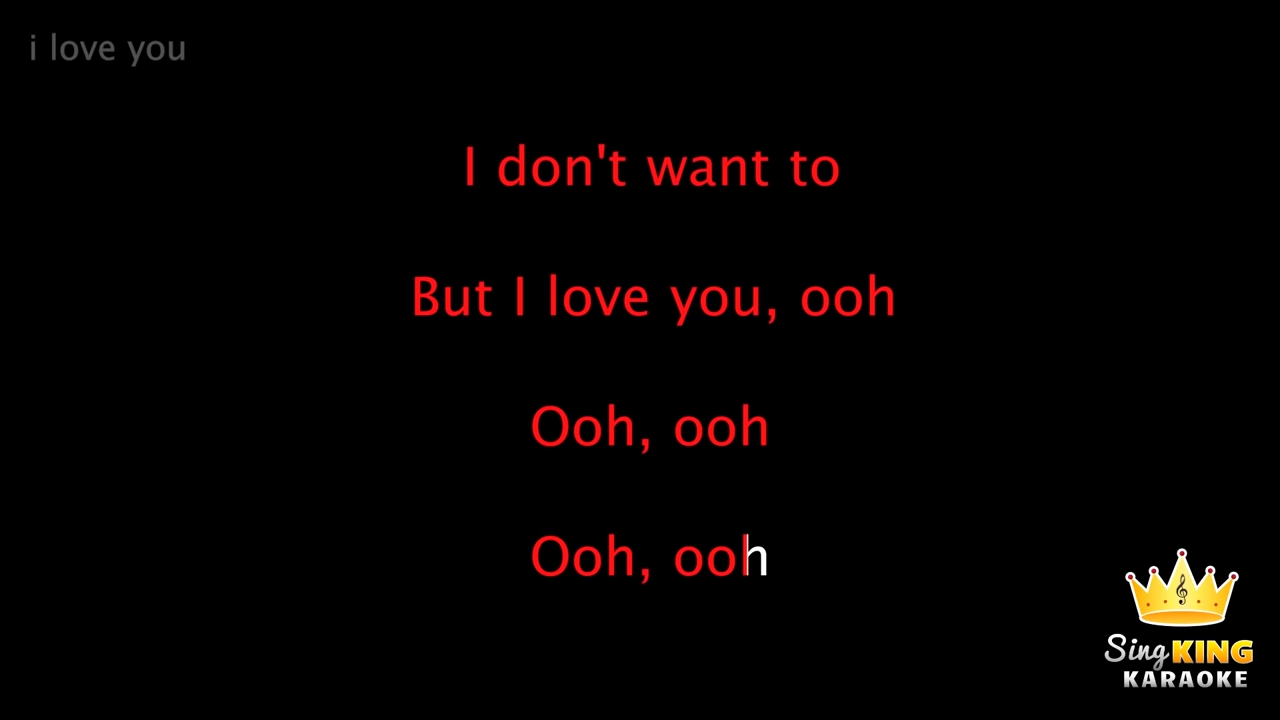 i love you
I don't want to
But I love you, ooh
Ooh, ooh
Ooh, ooh
Sing KING
KARAOKE